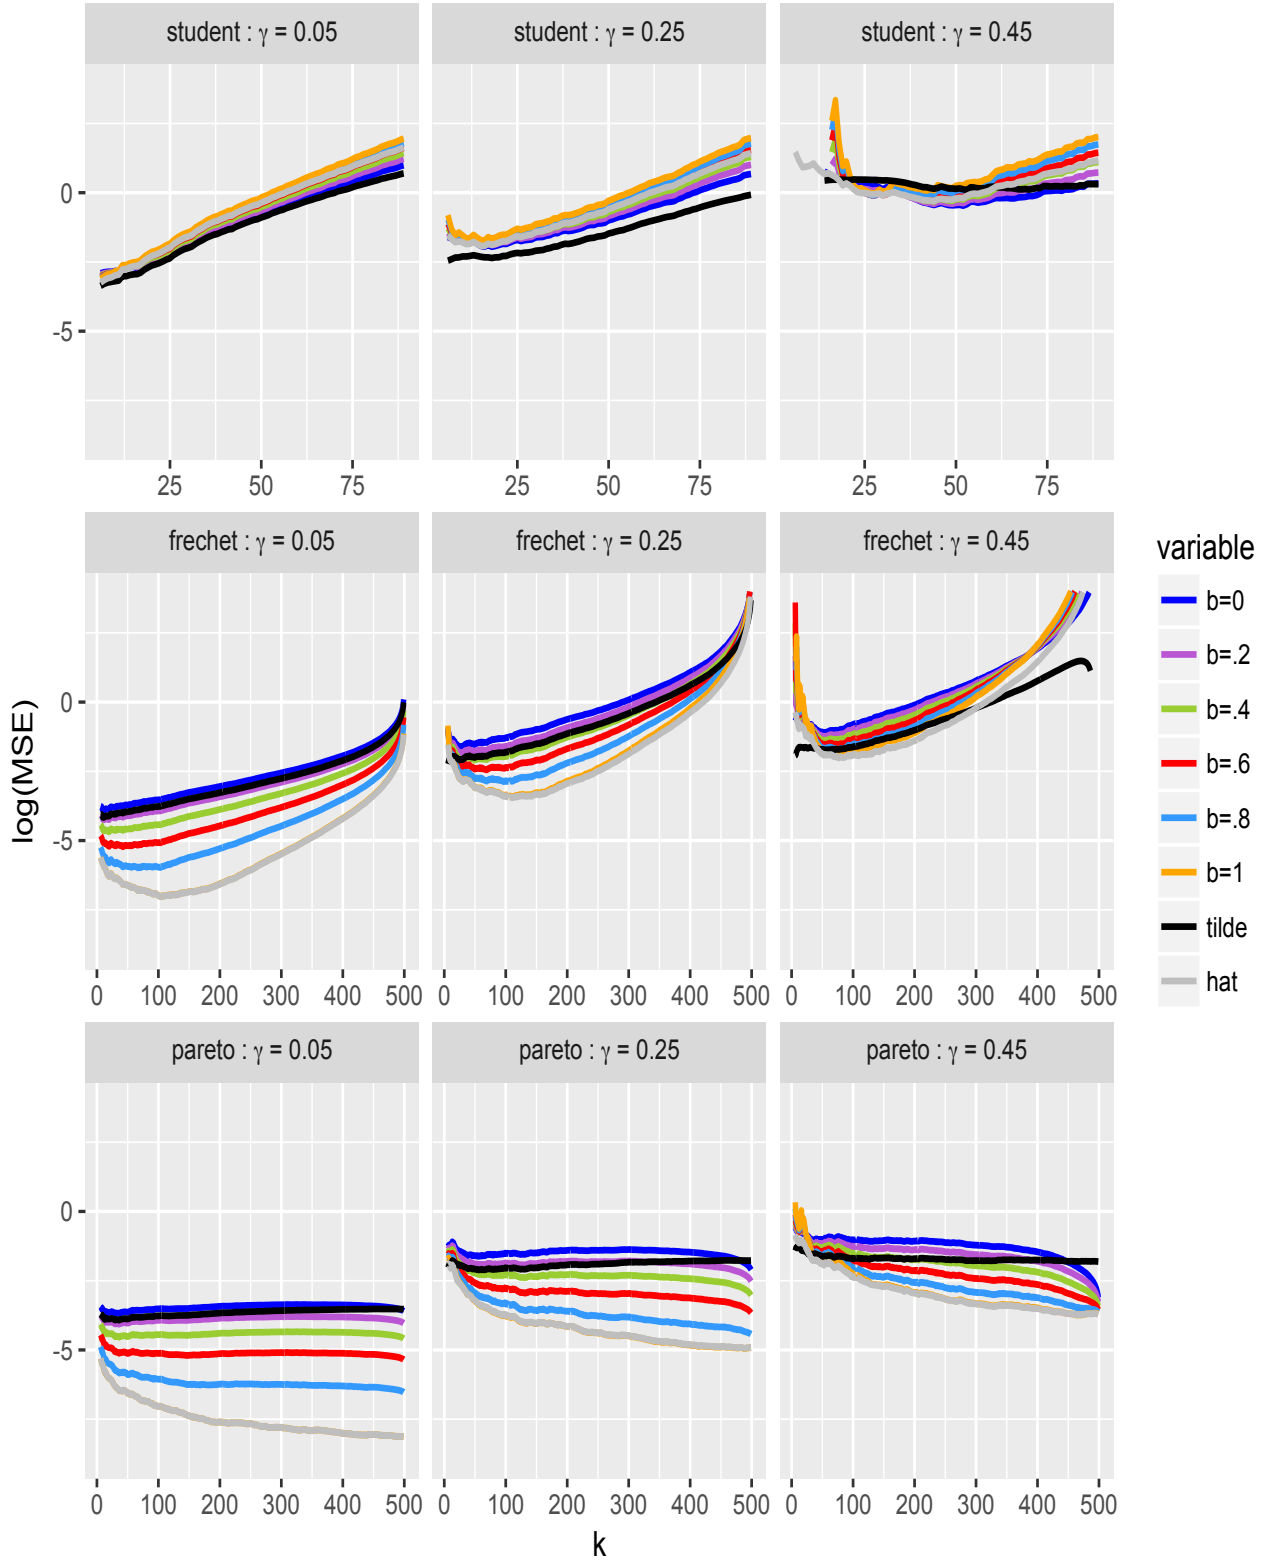 student : γ = 0.05
student : γ = 0.25
student : γ = 0.45
0
-5
25 50 75
25 50 75
25 50 75
frechet : γ = 0.05
frechet : γ = 0.25
frechet : γ = 0.45
0
-5
0 100 200 300 400 500
0 100 200 300 400 500
0 100 200 300 400 500
pareto : γ = 0.05
pareto : γ = 0.25
pareto : γ = 0.45
0
-5
0 100 200 300 400 500
0 100 200 300 400 500
0 100 200 300 400 500
log(MSE)
k
variable
b=0
b=.2
b=.4
b=.6
b=.8
b=1
tilde
hat